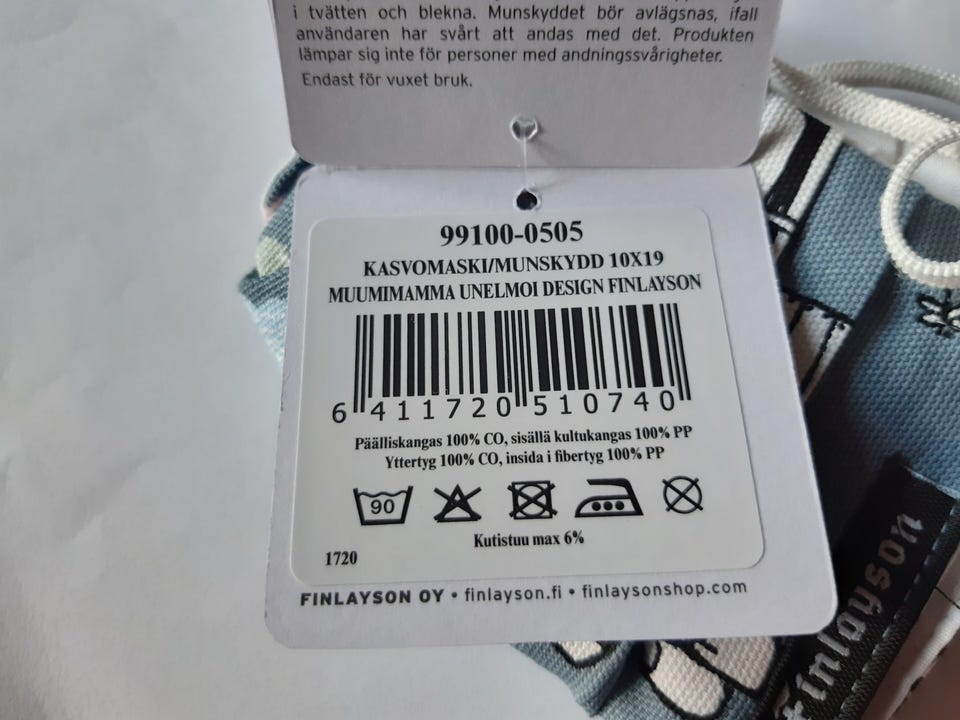 i tvätten och blekna. Munskyddet bör avlägsnas, ifall
användaren har svårt att andas med det. Produkten
lämpar sig inte för personer med andningssvårigheter.
Endast för vuxet bruk.
99100-0505
KASVOMASKI/MUNSKYDD 10X19
MUUMIMAMMA UNELMOI DESIGN FINLAYSON
6 411720 510740
Päälliskangas 100% CO, sisällä kultukangas 100% PP
Yttertyg 100% CO, insida i fibertyg 100% PP
90
Kutistuu max 6%
1720
FINLAYSON OY • finlayson.fi • finlaysonshop.com
finlayson